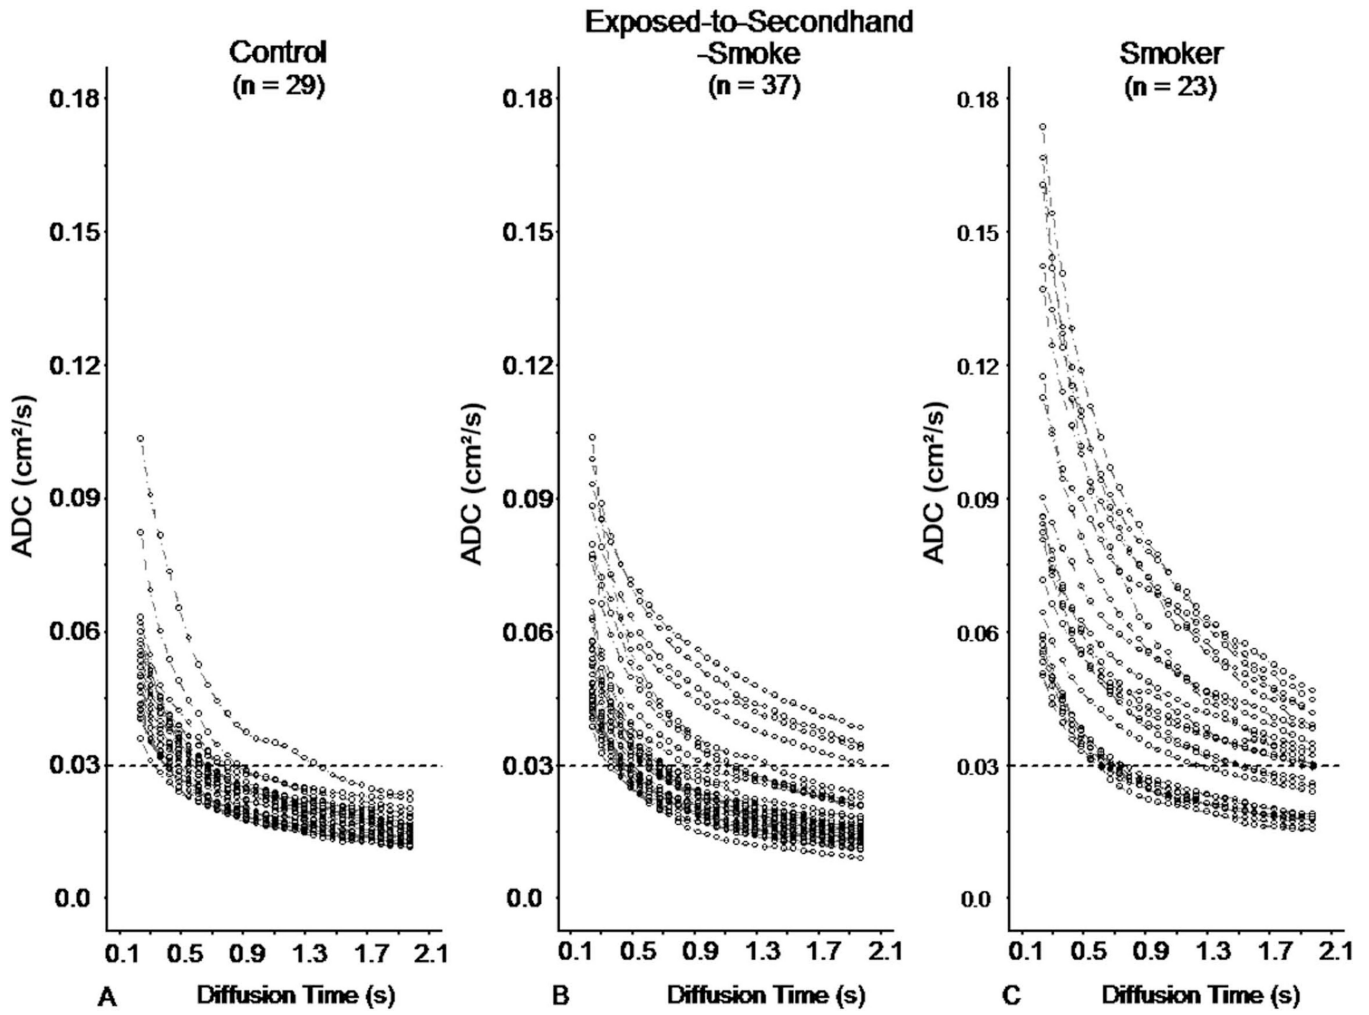 Control
(n = 29)
0.18
0.15
0.12
0.09
0.06
0.03
0.0
ADC (cm²/s)
0.1 0.5 0.9 1.3 1.7 2.1
A Diffusion Time (s)
Exposed-to-Secondhand
-Smoke
(n = 37)
0.18
0.15
0.12
0.09
0.06
0.03
0.0
ADC (cm²/s)
0.1 0.5 0.9 1.3 1.7 2.1
B Diffusion Time (s)
Smoker
(n = 23)
0.18
0.15
0.12
0.09
0.06
0.03
0.0
ADC (cm²/s)
0.1 0.5 0.9 1.3 1.7 2.1
C Diffusion Time (s)